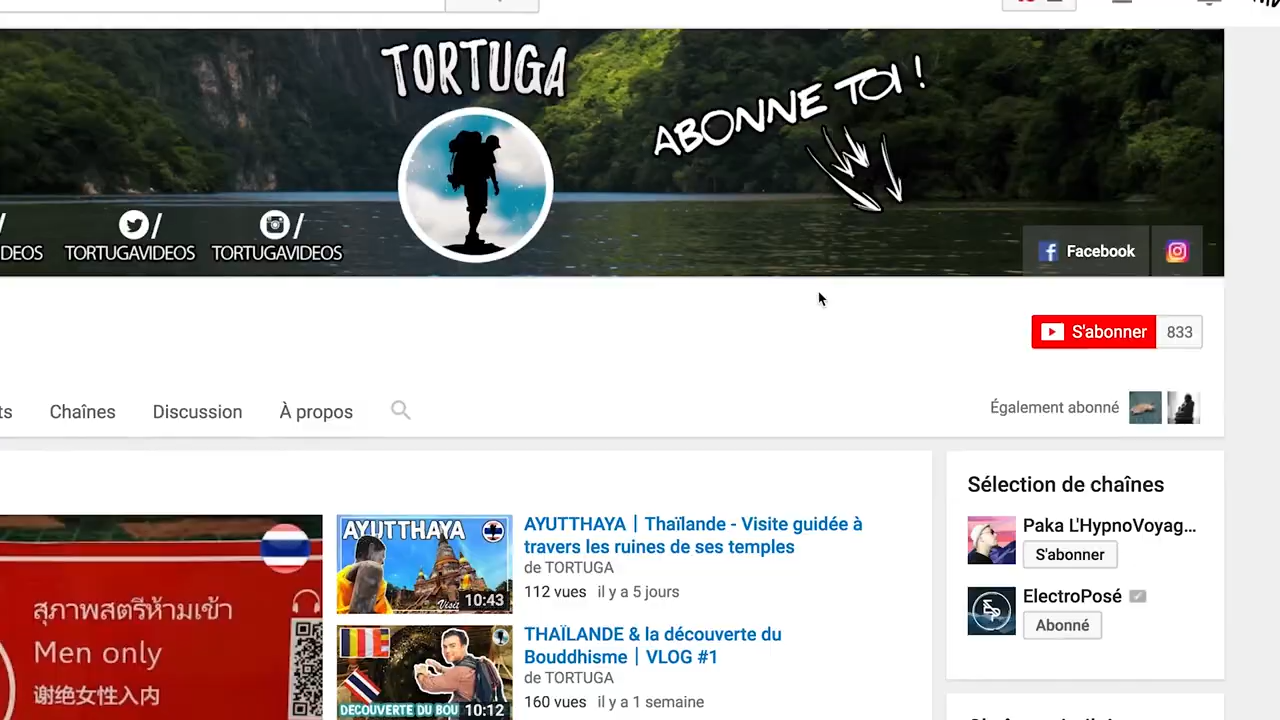 TORTUGA
ABONNE TOI !
/
/
/
DEOS
TORTUGAVIDEOS
TORTUGAVIDEOS
Facebook
S'abonner
833
ts
Chaînes
Discussion
À propos
Également abonné
สุภาพสตรีห้ามเข้า
Men only
谢绝女性入内
AYUTTHAYA
Visit
10:43
AYUTTHAYA | Thaïlande - Visite guidée à
travers les ruines de ses temples
de TORTUGA
112 vues il y a 5 jours
DECOUVERTE DU BOU
10:12
THAÏLANDE & la découverte du
Bouddhisme | VLOG #1
de TORTUGA
160 vues il y a 1 semaine
Sélection de chaînes
Paka L'HypnoVoyag...
S'abonner
ElectroPosé
Abonné